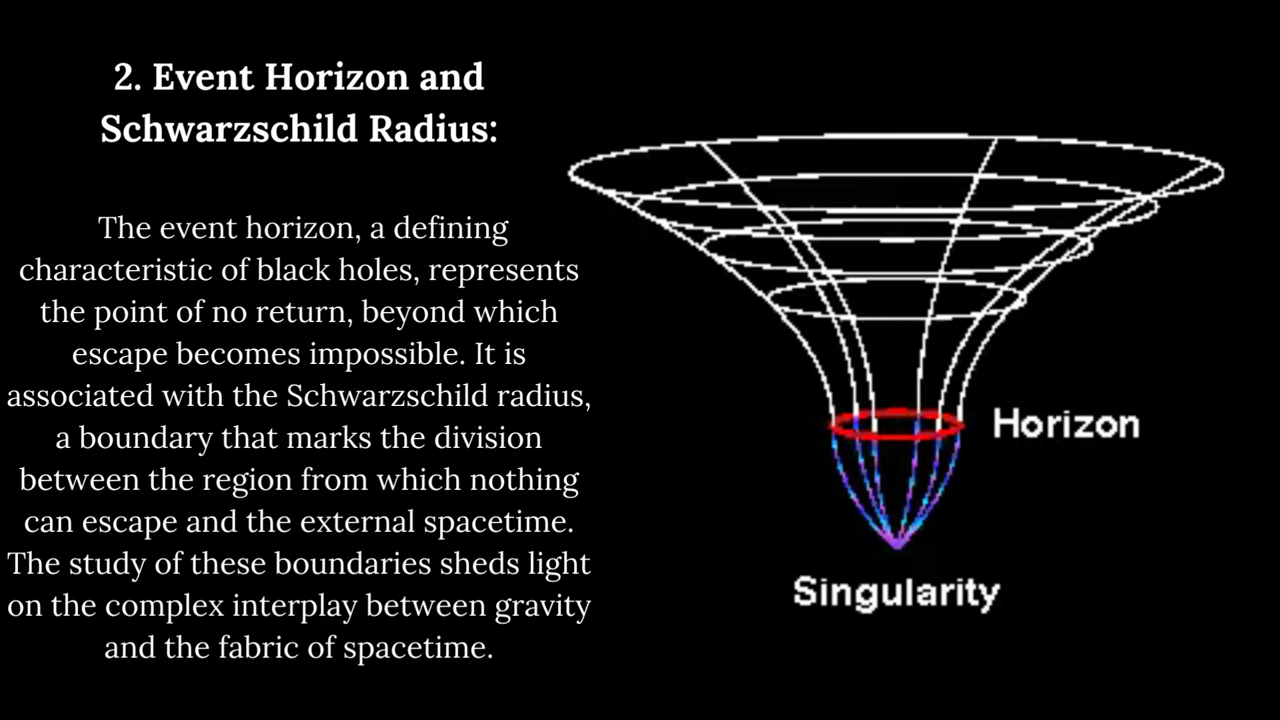 2. Event Horizon and
Schwarzschild Radius:
The event horizon, a defining
characteristic of black holes, represents
the point of no return, beyond which
escape becomes impossible. It is
associated with the Schwarzschild radius,
a boundary that marks the division
between the region from which nothing
can escape and the external spacetime.
The study of these boundaries sheds light
on the complex interplay between gravity
and the fabric of spacetime.
Horizon
Singularity